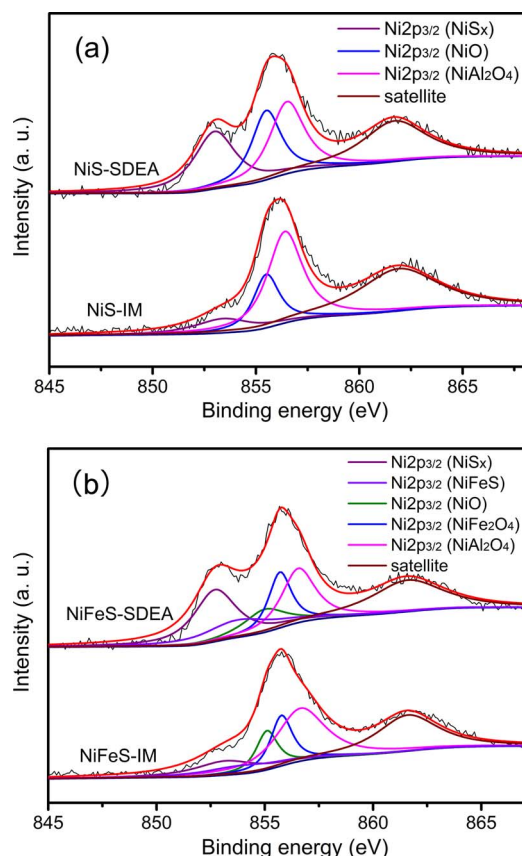 (a)
Ni2p3/2 (NiSx)
Ni2p3/2 (NiO)
Ni2p3/2 (NiAl2O4)
satellite
NiS-SDEA
NiS-IM
Intensity (a. u.)
845 850 855 860 865
Binding energy (eV)
(b)
Ni2p3/2 (NiSx)
Ni2p3/2 (NiFeS)
Ni2p3/2 (NiO)
Ni2p3/2 (NiFe2O4)
Ni2p3/2 (NiAl2O4)
satellite
NiFeS-SDEA
NiFeS-IM
Intensity (a. u.)
845 850 855 860 865
Binding energy (eV)